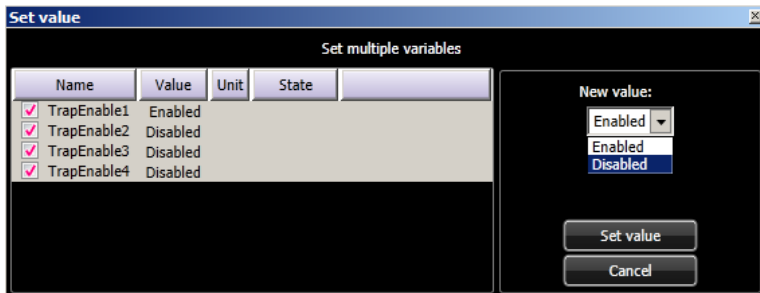 Set value
Set multiple variables
Name Value Unit State
TrapEnable1 Enabled
TrapEnable2 Disabled
TrapEnable3 Disabled
TrapEnable4 Disabled
New value:
Enabled
Enabled
Disabled
Set value
Cancel